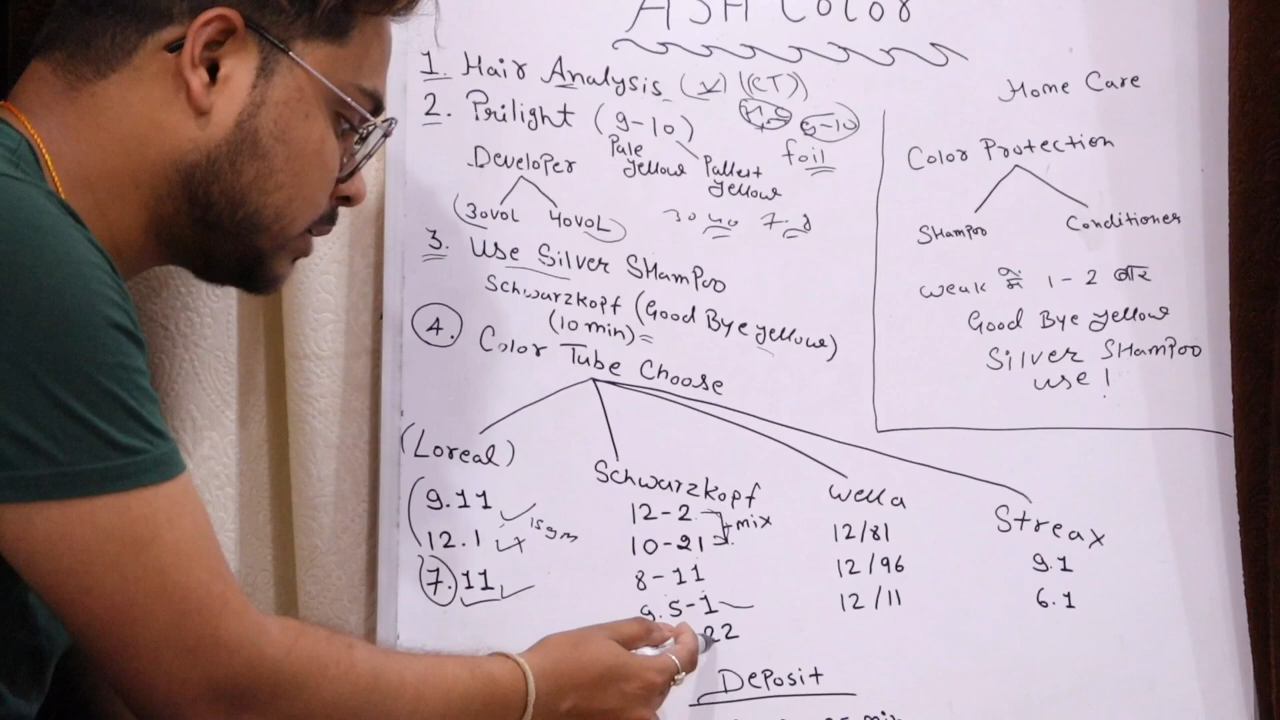 ASH Color
1. Hair Analysis (✓) (CT)
2. Prilight (9-10) H.S 9-10
Pale Yellow Pallest Yellow foil
Developer
(30VOL 40VOL) 30 40 7.8
3. Use Silver SHamPoo
Schwarzkopf (Good Bye yellow)
(10 min)=
4. Color Tube Choose
(Loreal)
9.11
12.1 15gm
7.11
Schwarzkopf
12-2 mix
10-21
8-11
9.5-1
22
Wella
12/81
12/96
12/11
Streax
9.1
6.1
Deposit
Home Care
Color Protection
SHampoo Conditioner
weak में 1-2 बार
Good Bye yellow
Silver SHampoo
use !